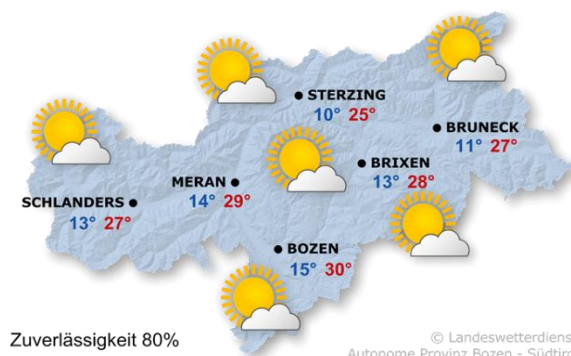 STERZING
10° 25°
BRUNECK
11° 27°
BRIXEN
13° 28°
MERAN
14° 29°
SCHLANDERS
13° 27°
BOZEN
15° 30°
Zuverlässigkeit 80%
© Landeswetterdiens
Autonome Provinz Bozen - Südtiro